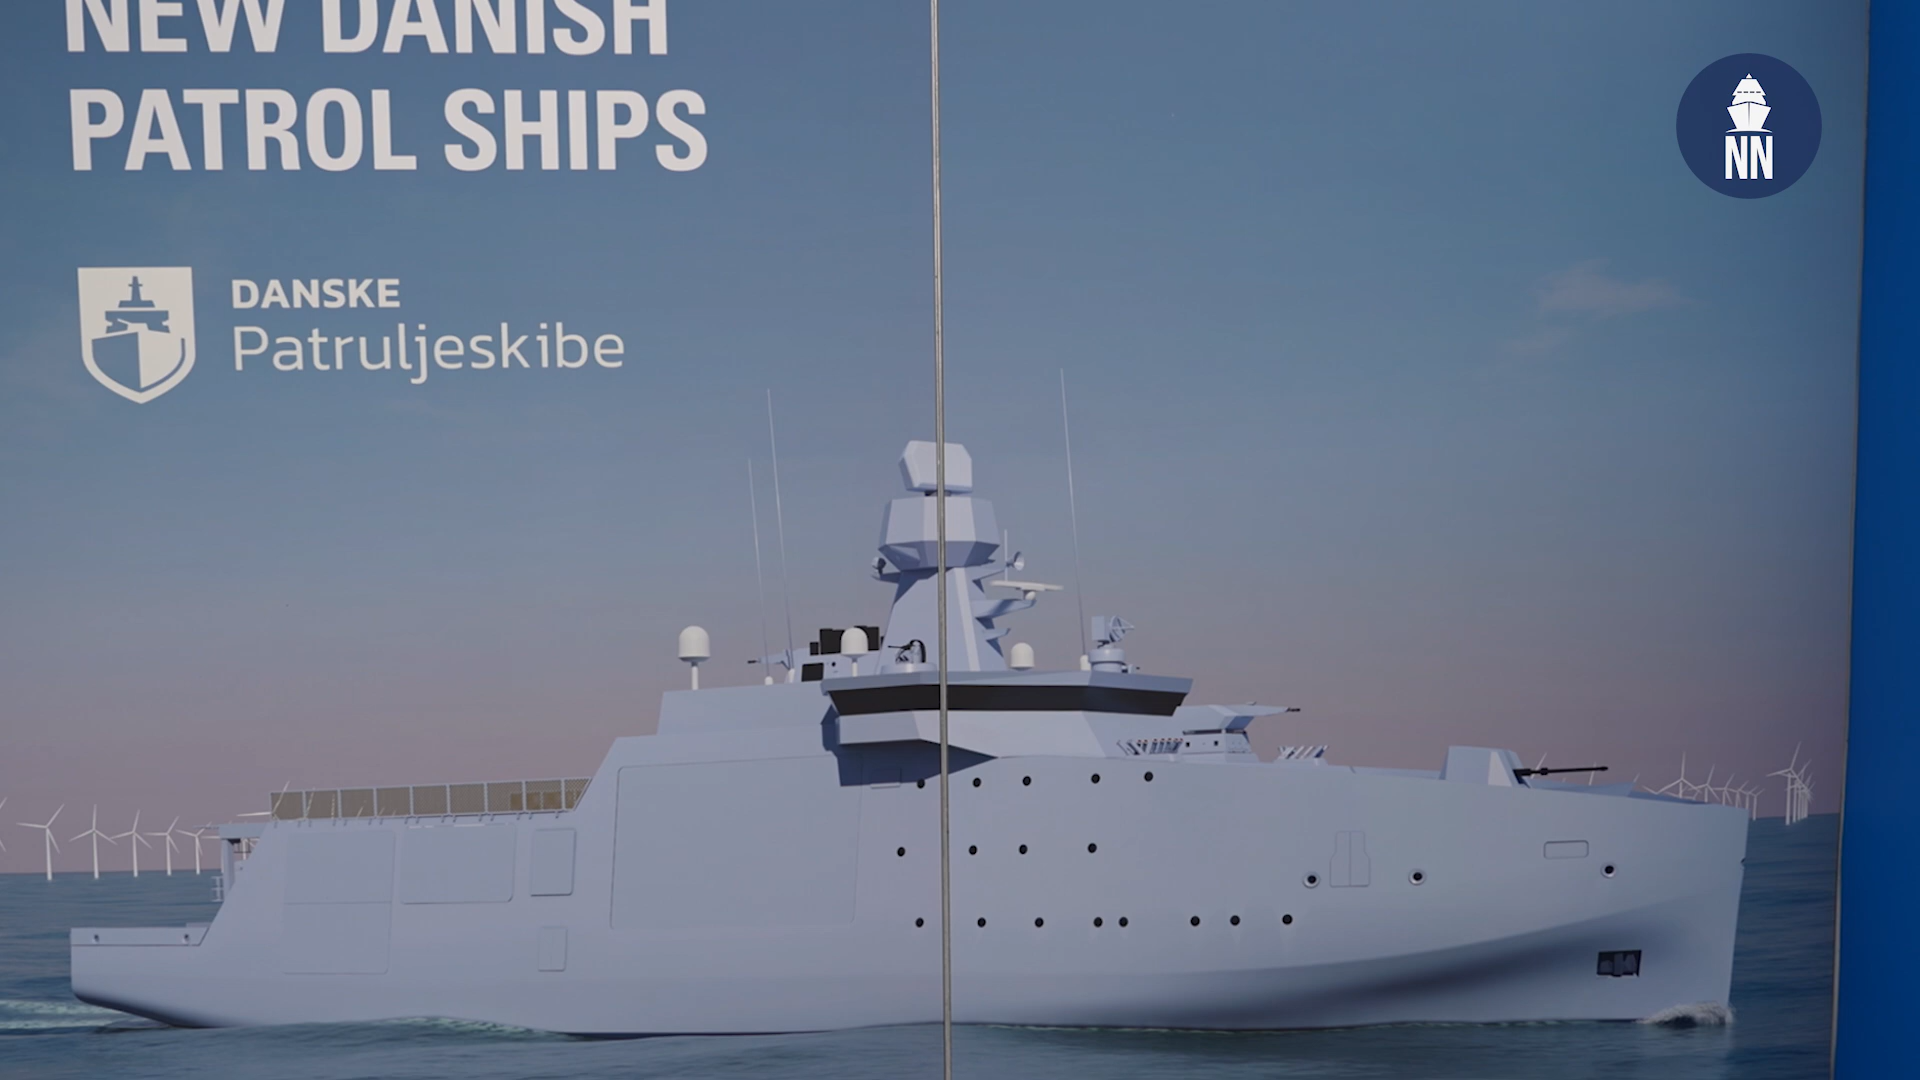 NEW DANISH
PATROL SHIPS
DANSKE
Patruljeskibe
NN